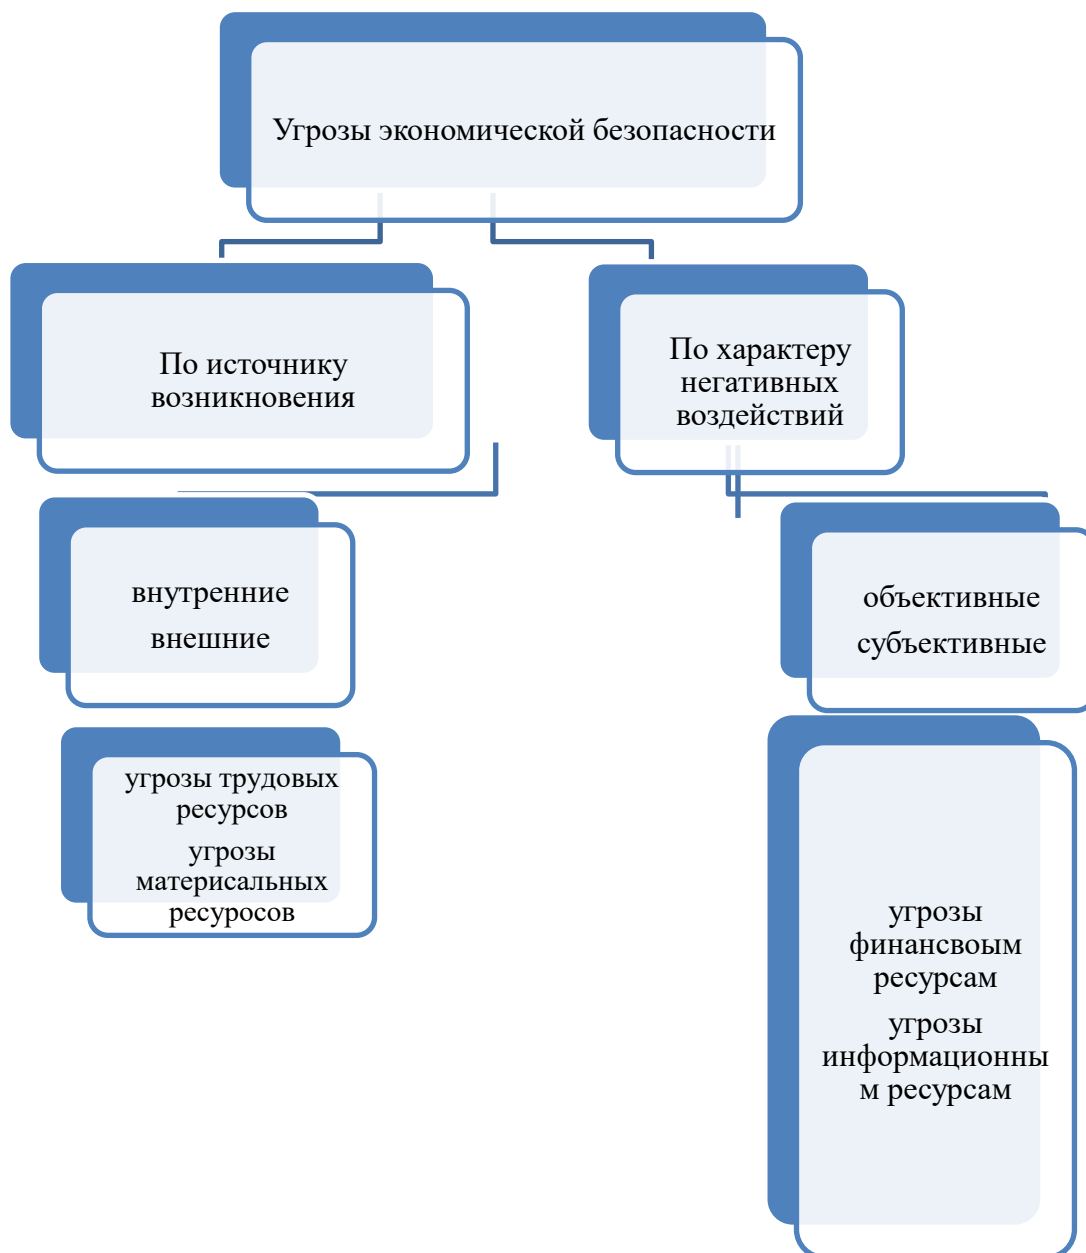 Угрозы экономической безопасности
По источнику
возникновения
По характеру
негативных
воздействий
внутренние
внешние
объективные
субъективные
угрозы трудовых
ресурсов
угрозы
материсальных
ресуросов
угрозы
финансвоым
ресурсам
угрозы
информационны
м ресурсам